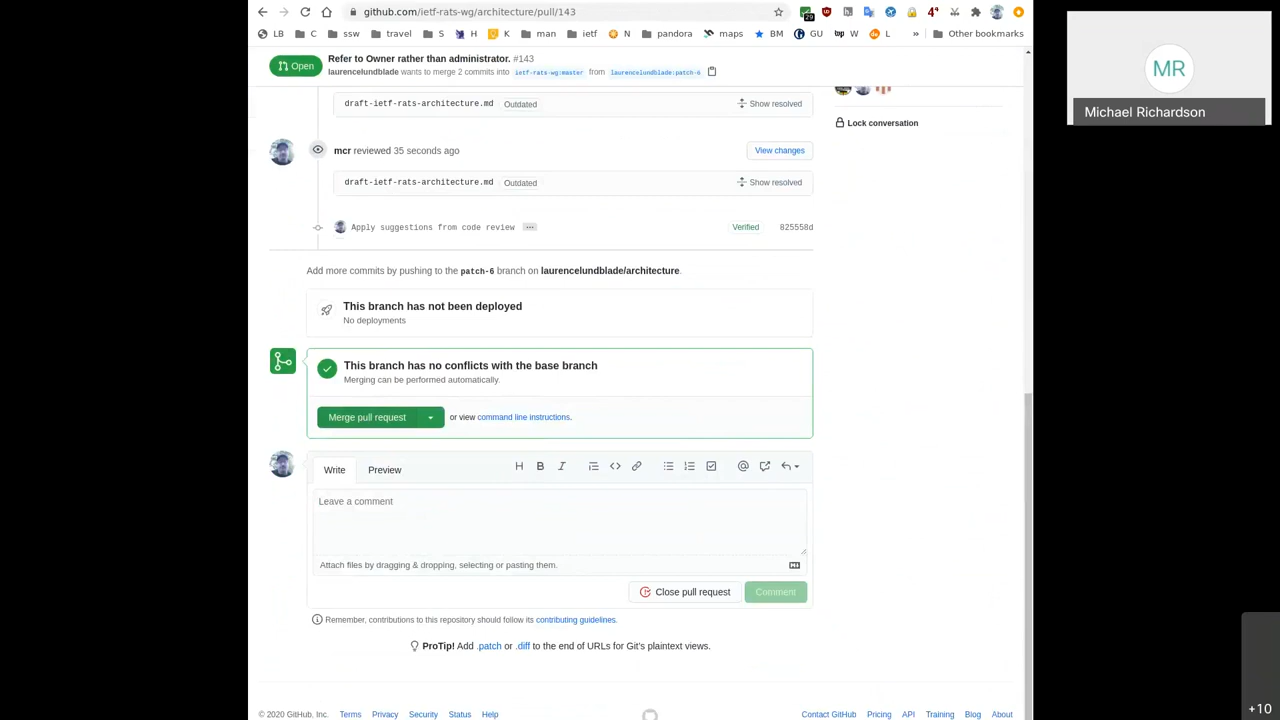 github.com/ietf-rats-wg/architecture/pull/143
29
LB C ssw travel S H K man ietf N pandora maps BM GU W L » Other bookmarks
Open
Refer to Owner rather than administrator. #143
laurencelundblade wants to merge 2 commits into ietf-rats-wg:master from laurencelundblade:patch-6
draft-ietf-rats-architecture.md Outdated Show resolved
Lock conversation
mcr reviewed 35 seconds ago View changes
draft-ietf-rats-architecture.md Outdated Show resolved
Apply suggestions from code review ... Verified 825558d
Add more commits by pushing to the patch-6 branch on laurencelundblade/architecture.
This branch has not been deployed
No deployments
This branch has no conflicts with the base branch
Merging can be performed automatically.
Merge pull request or view command line instructions.
Write Preview
Leave a comment
Attach files by dragging & dropping, selecting or pasting them.
Close pull request Comment
Remember, contributions to this repository should follow its contributing guidelines.
ProTip! Add .patch or .diff to the end of URLs for Git's plaintext views.
© 2020 GitHub, Inc. Terms Privacy Security Status Help Contact GitHub Pricing API Training Blog About
MR
Michael Richardson
+10